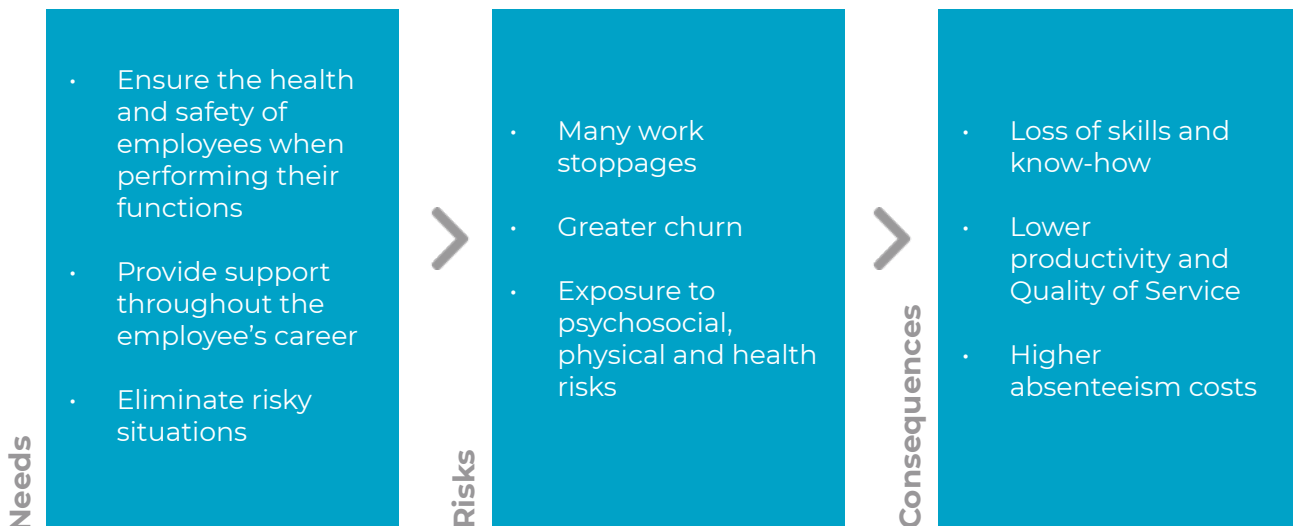 Needs
• Ensure the health
and safety of
employees when
performing their
functions
• Provide support
throughout the
employee’s career
• Eliminate risky
situations
Risks
• Many work
stoppages
• Greater churn
• Exposure to
psychosocial,
physical and health
risks
Consequences
• Loss of skills and
know-how
• Lower
productivity and
Quality of Service
• Higher
absenteeism costs